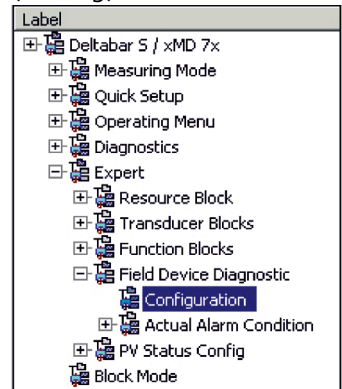 Label
Deltabar S / xMD 7x
Measuring Mode
Quick Setup
Operating Menu
Diagnostics
Expert
Resource Block
Transducer Blocks
Function Blocks
Field Device Diagnostic
Configuration
Actual Alarm Condition
PV Status Config
Block Mode